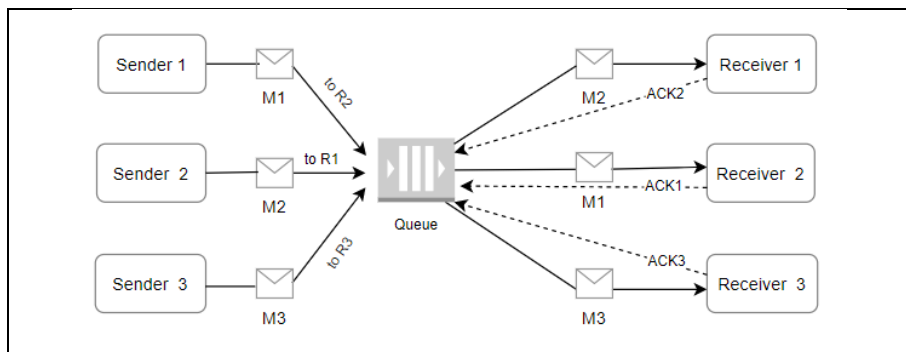 Sender 1
M1
to R2
M2
ACK2
Receiver 1
Sender 2
M2
to R1
Queue
M1
ACK1
Receiver 2
Sender 3
M3
to R3
M3
ACK3
Receiver 3